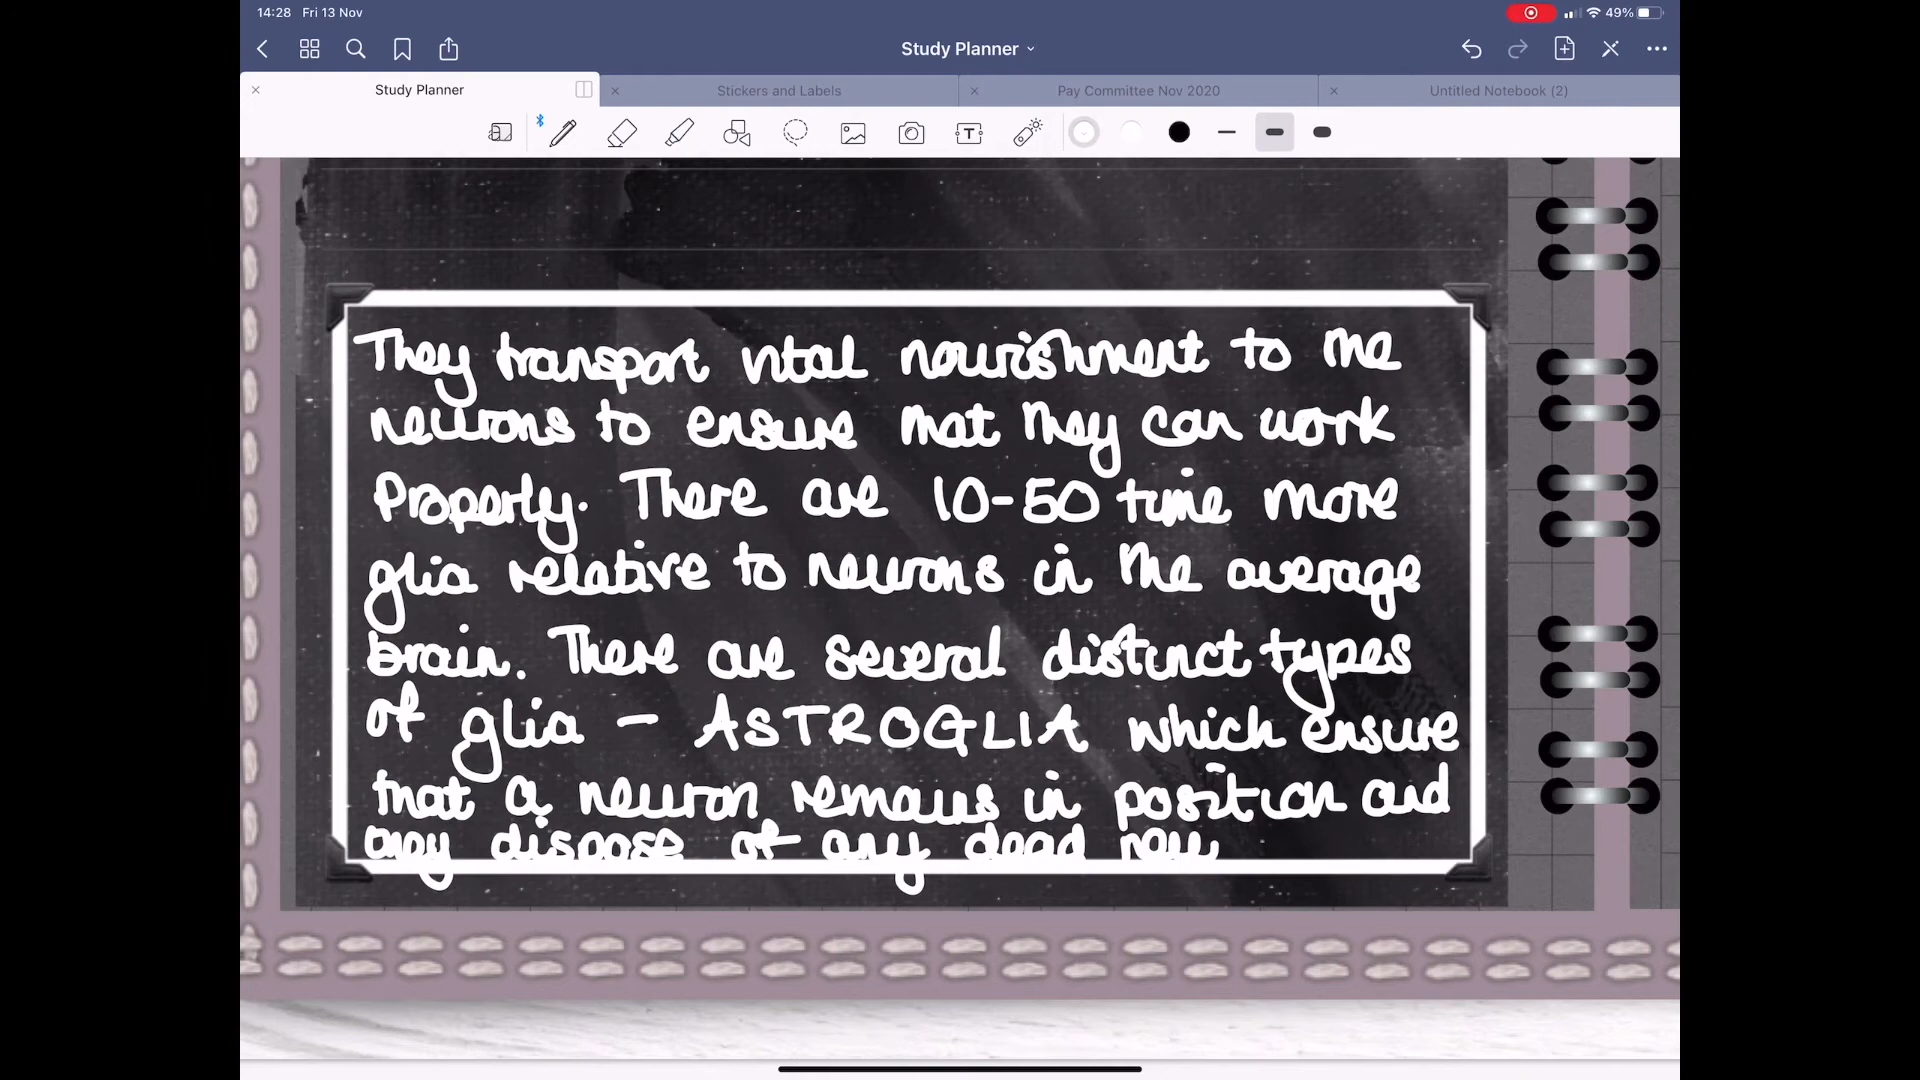 14:28 Fri 13 Nov
49%
Study Planner
Study Planner
Stickers and Labels
Pay Committee Nov 2020
Untitled Notebook (2)
They transport vital nourishment to the
neurons to ensure that they can work
Properly. There are 10-50 time more
glia relative to neurons in the average
brain. There are several distinct types
of glia - ASTROGLIA which ensure
that a neuron remains in position and
dispose of any dead